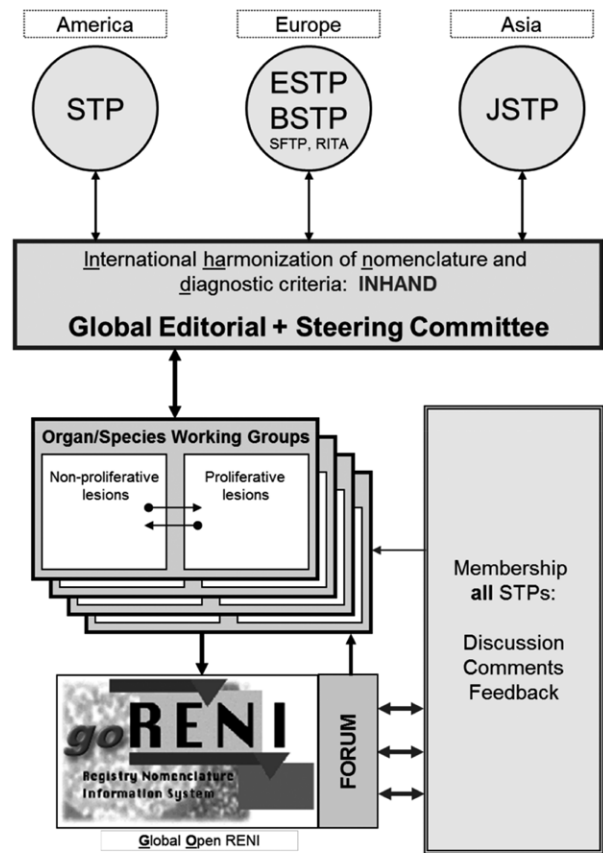 America
Europe
Asia
STP
ESTP
BSTP
SFTP, RITA
JSTP
International harmonization of nomenclature and
diagnostic criteria: INHAND
Global Editorial + Steering Committee
Organ/Species Working Groups
Non-proliferative
lesions
Proliferative
lesions
Membership
all STPs:
Discussion
Comments
Feedback
goRENI
Registry Nomenclature
Information System
FORUM
Global Open RENI